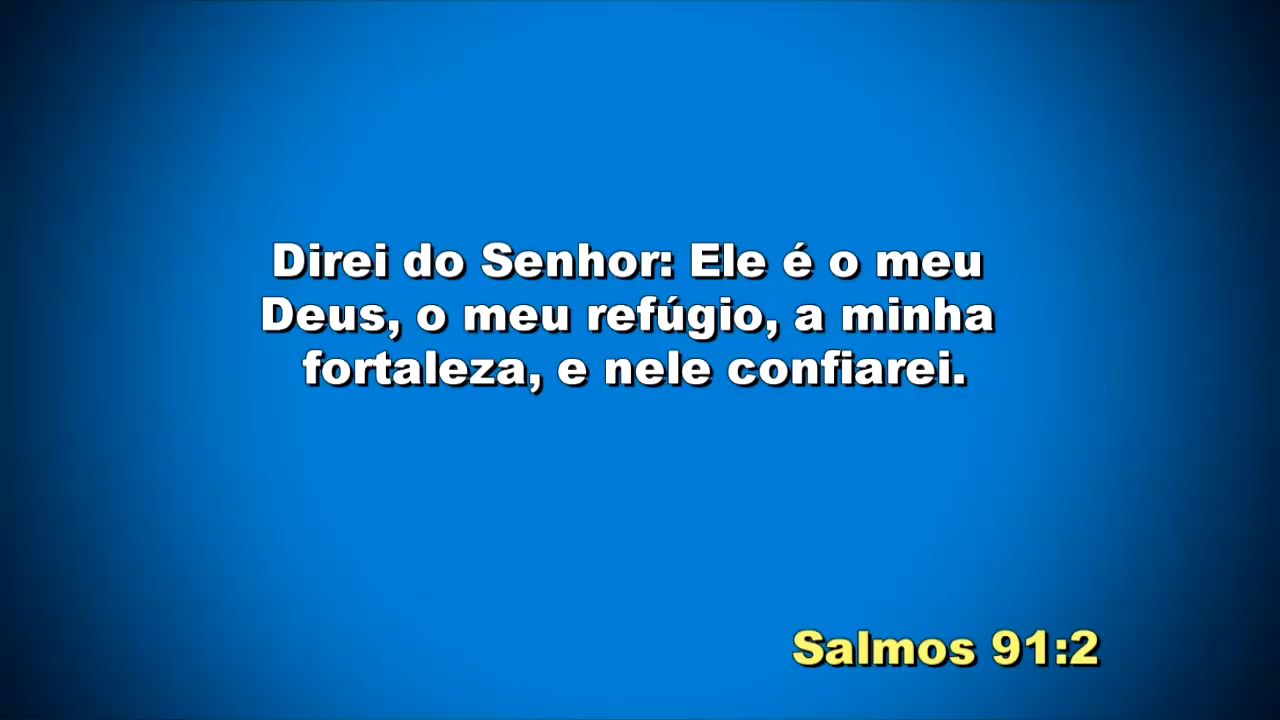 Direi do Senhor: Ele é o meu
Deus, o meu refúgio, a minha
fortaleza, e nele confiarei.
Salmos 91:2